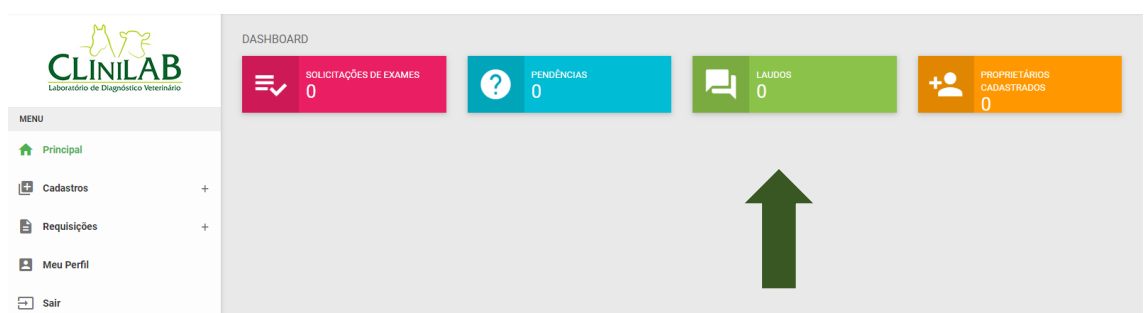 CLINILAB
Laboratório de Diagnóstico Veterinário
MENU
Principal
Cadastros +
Requisições +
Meu Perfil
Sair
DASHBOARD
SOLICITAÇÕES DE EXAMES
0
?
PENDÊNCIAS
0
LAUDOS
0
PROPRIETÁRIOS
CADASTRADOS
0